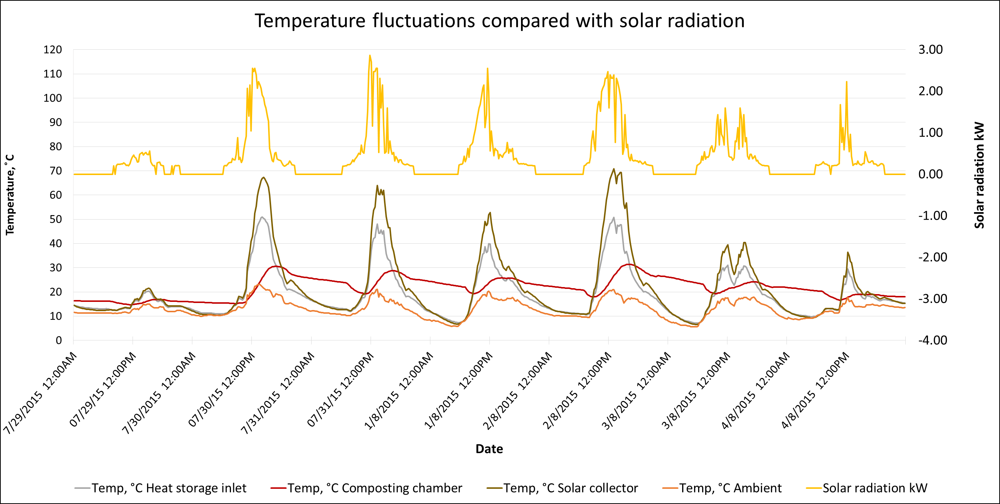 Temperature fluctuations compared with solar radiation
120
110
100
90
80
70
60
50
40
30
20
10
0
Temperature, °C
3.00
2.00
1.00
0.00
-1.00
-2.00
-3.00
-4.00
Solar radiation kW
7/29/2015 12:00AM
07/29/15 12:00PM
7/30/2015 12:00AM
07/30/15 12:00PM
7/31/2015 12:00AM
07/31/15 12:00PM
1/8/2015 12:00AM
1/8/2015 12:00PM
2/8/2015 12:00AM
2/8/2015 12:00PM
3/8/2015 12:00AM
3/8/2015 12:00PM
4/8/2015 12:00AM
4/8/2015 12:00PM
Date
Temp, °C Heat storage inlet
Temp, °C Composting chamber
Temp, °C Solar collector
Temp, °C Ambient
Solar radiation kW